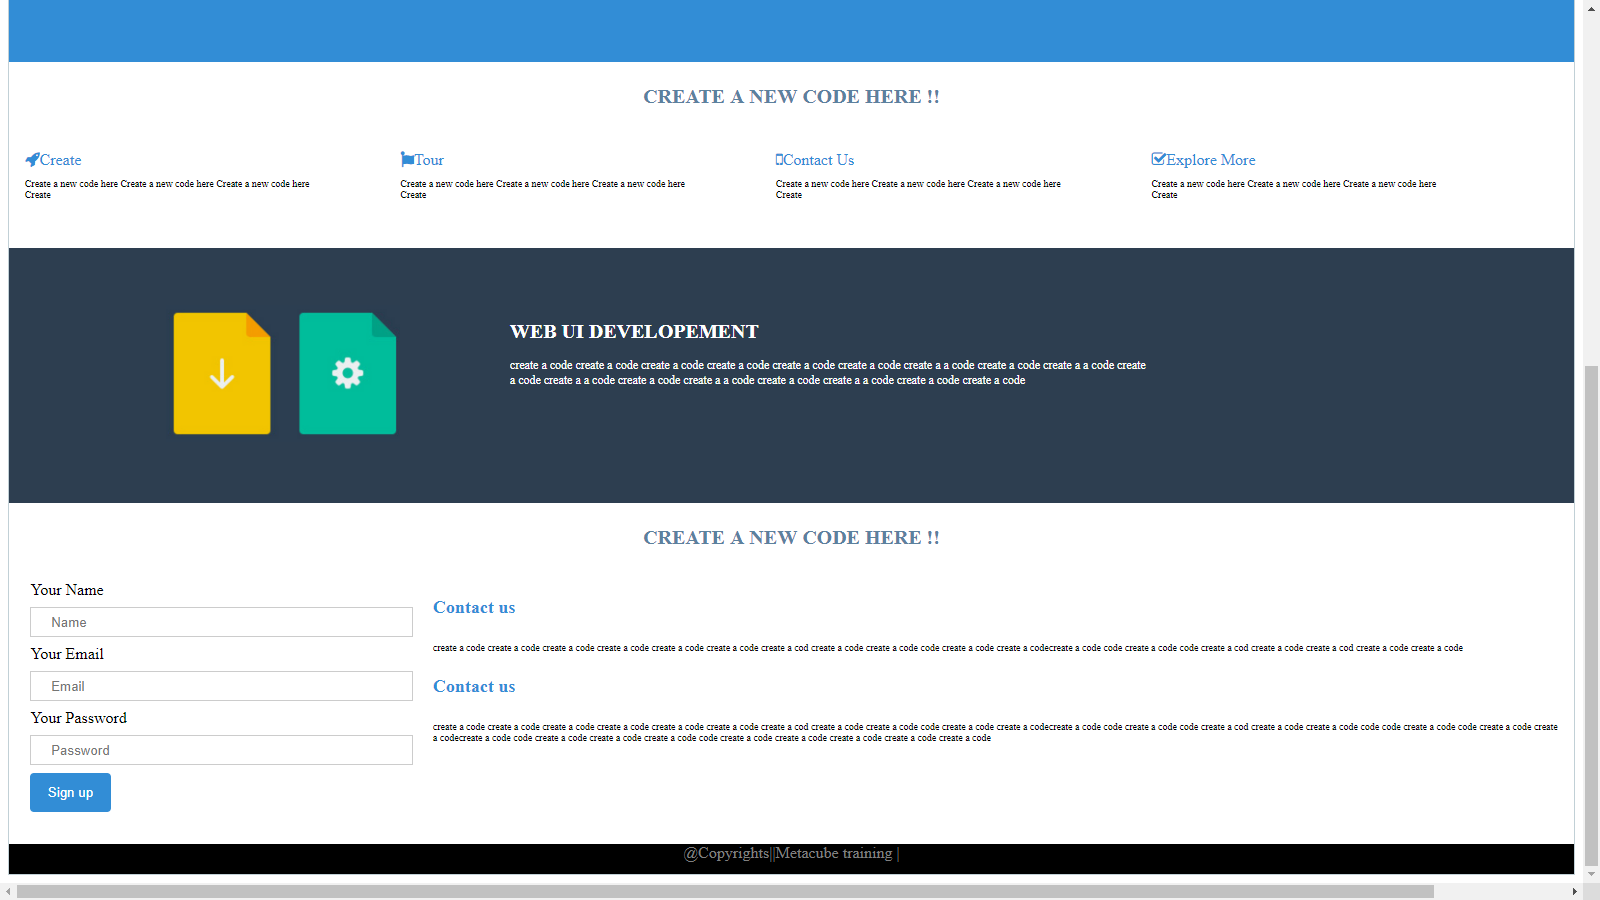 CREATE A NEW CODE HERE !!
Create
Create a new code here Create a new code here Create a new code here
Create
Tour
Create a new code here Create a new code here Create a new code here
Create
Contact Us
Create a new code here Create a new code here Create a new code here
Create
Explore More
Create a new code here Create a new code here Create a new code here
Create
WEB UI DEVELOPEMENT
create a code create a code create a code create a code create a code create a code create a a code create a code create a a code create
a code create a a code create a code create a a code create a code create a a code create a code create a code
CREATE A NEW CODE HERE !!
Your Name
Name
Your Email
Email
Your Password
Password
Sign up
Contact us
create a code create a code create a code create a code create a code create a code create a cod create a code create a code code create a code create a codecreate a code code create a code code create a cod create a code create a cod create a code create a code
Contact us
create a code create a code create a code create a code create a code create a code create a cod create a code create a code code create a code create a codecreate a code code create a code code create a cod create a code create a code code code create a code code create a code create
a codecreate a code code create a code create a code create a code code create a code create a code create a code create a code create a code
@Copyrights||Metacube training |